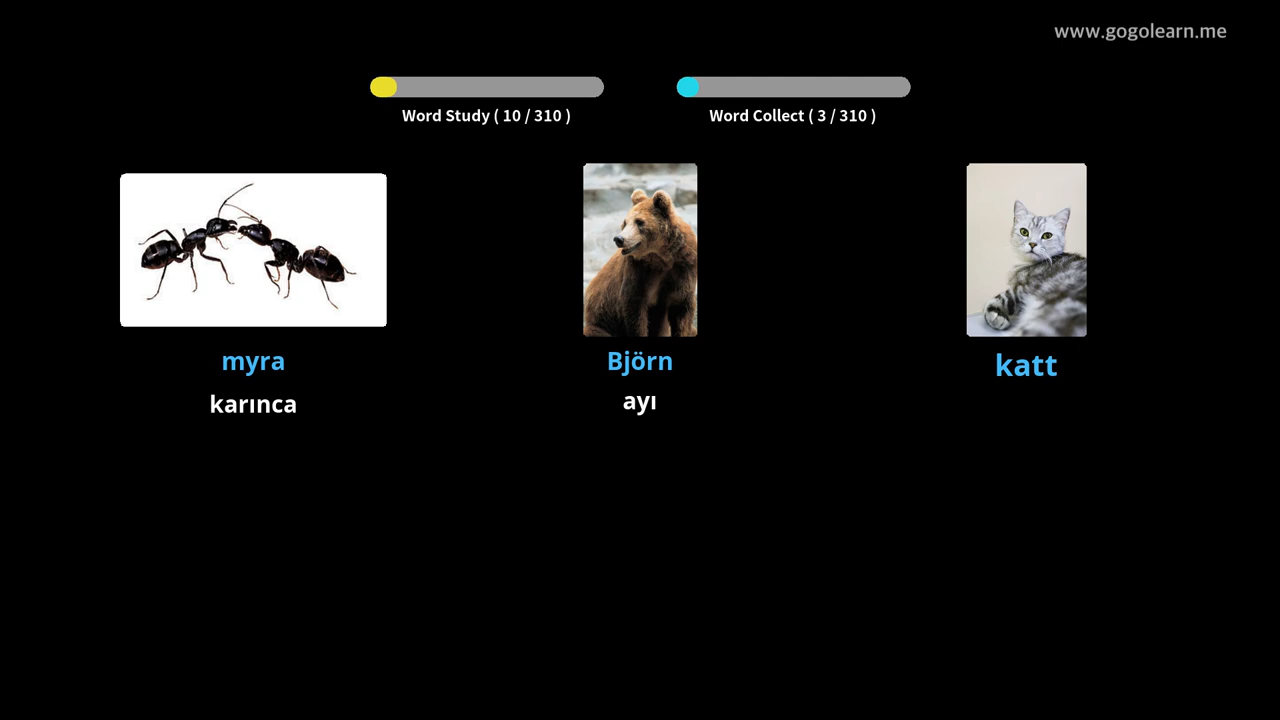 www.gogolearn.me
Word Study ( 10 / 310 )
Word Collect ( 3 / 310 )
myra
Björn
katt
karınca
ayı